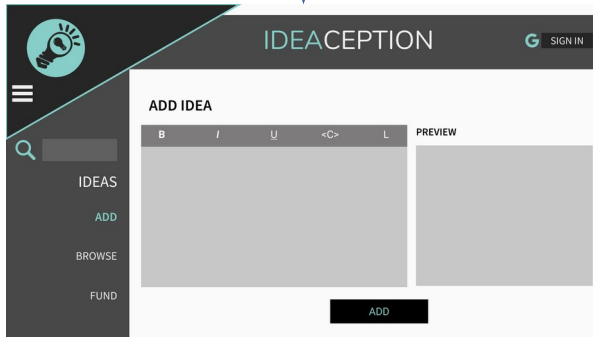 IDEACEPTION
G SIGN IN
ADD IDEA
B I U <C> L
PREVIEW
IDEAS
ADD
BROWSE
FUND
ADD